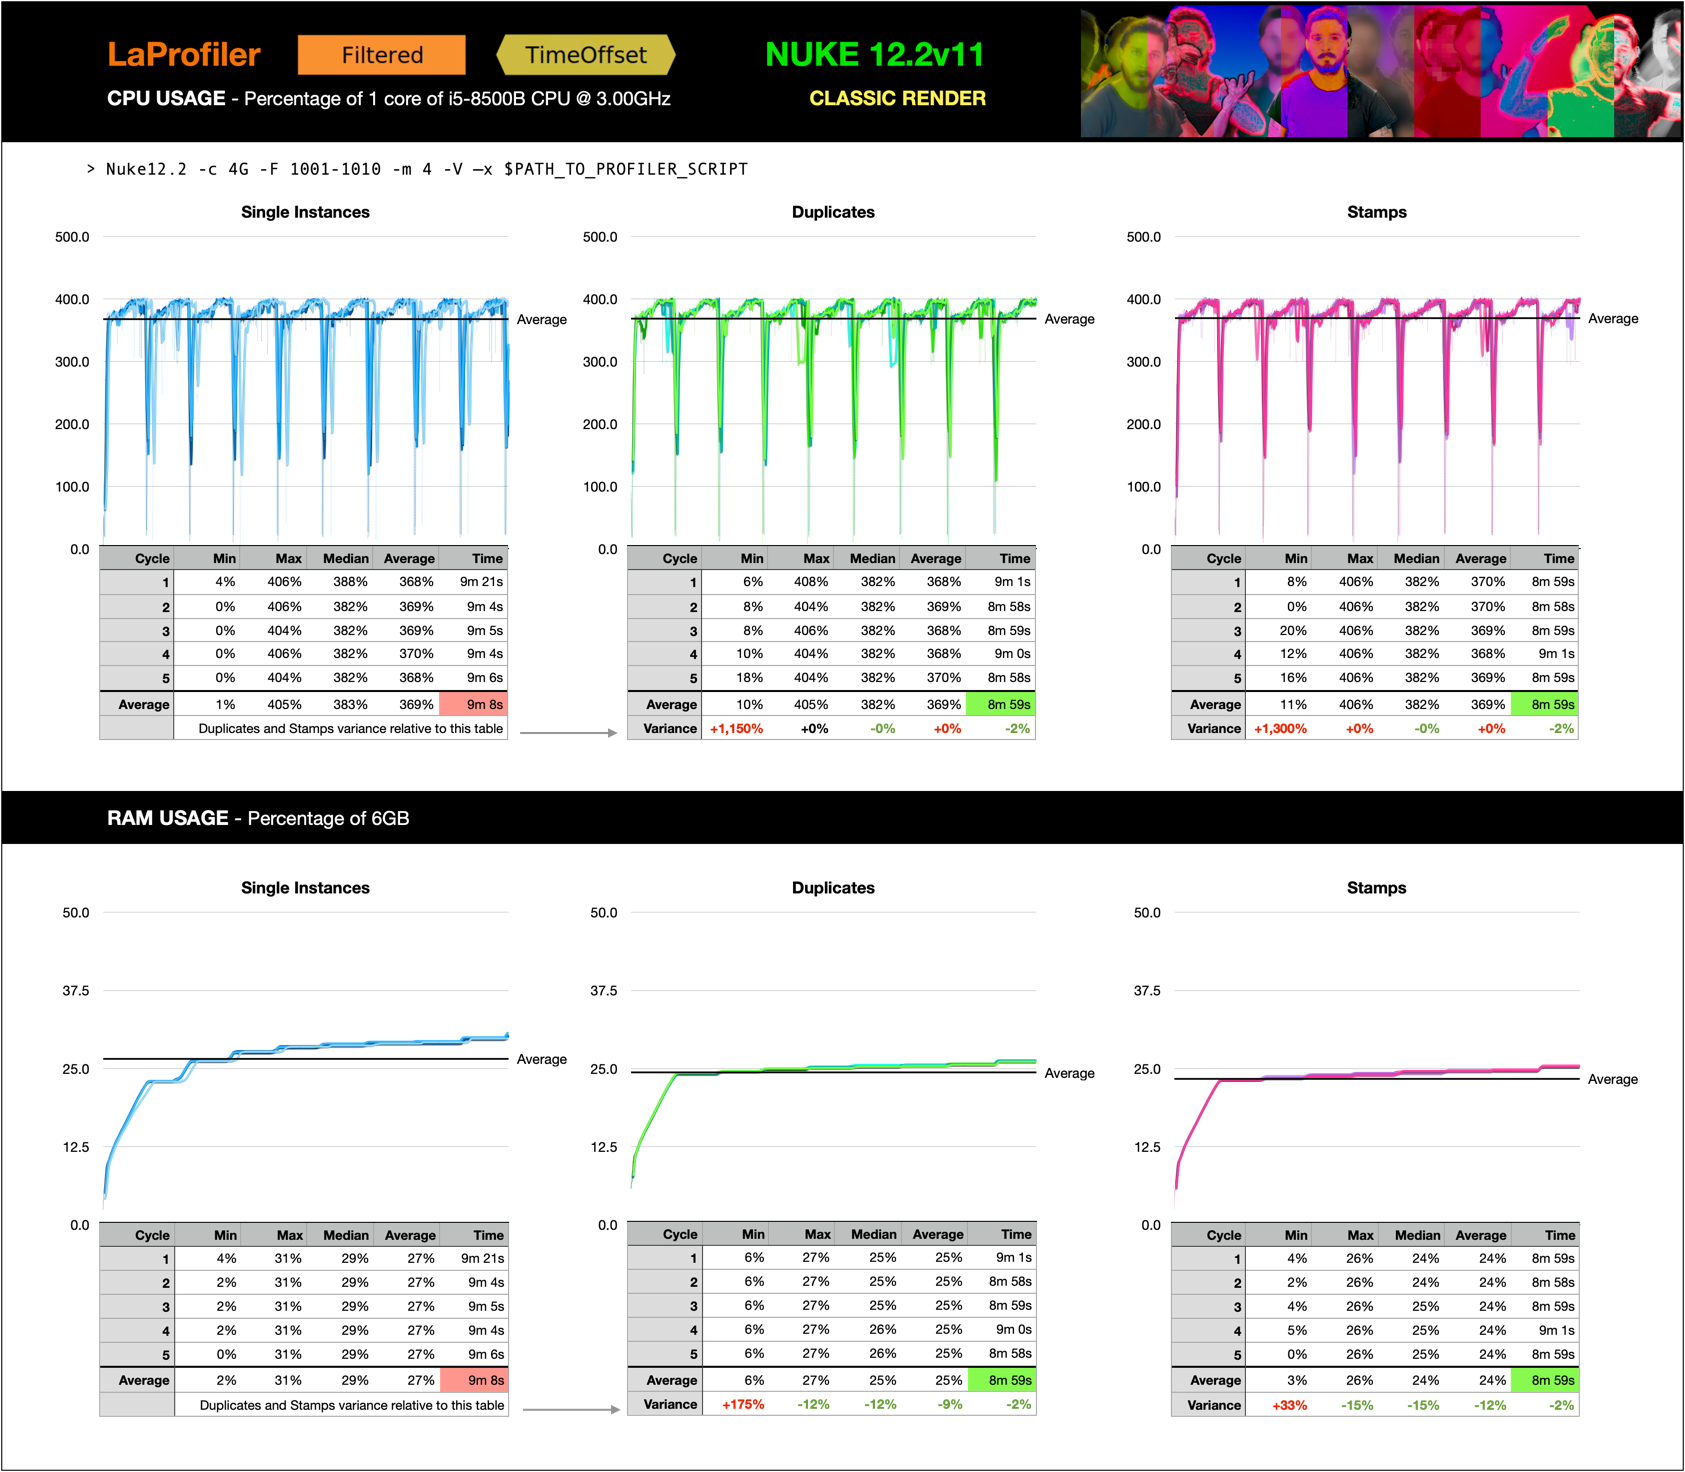 LaProfiler Filtered TimeOffset NUKE 12.2v11
CPU USAGE - Percentage of 1 core of i5-8500B CPU @ 3.00GHz CLASSIC RENDER
> Nuke12.2 -c 4G -F 1001-1010 -m 4 -V –x $PATH_TO_PROFILER_SCRIPT
Single Instances
500.0
400.0
300.0
200.0
100.0
0.0
Average
Cycle Min Max Median Average Time
1 4% 406% 388% 368% 9m 21s
2 0% 406% 382% 369% 9m 4s
3 0% 404% 382% 369% 9m 5s
4 0% 406% 382% 370% 9m 4s
5 0% 404% 382% 368% 9m 6s
Average 1% 405% 383% 369% 9m 8s
Duplicates and Stamps variance relative to this table
Duplicates
500.0
400.0
300.0
200.0
100.0
0.0
Average
Cycle Min Max Median Average Time
1 6% 408% 382% 368% 9m 1s
2 8% 404% 382% 369% 8m 58s
3 8% 406% 382% 368% 8m 59s
4 10% 404% 382% 368% 9m 0s
5 18% 404% 382% 370% 8m 58s
Average 10% 405% 382% 369% 8m 59s
Variance +1,150% +0% -0% +0% -2%
Stamps
500.0
400.0
300.0
200.0
100.0
0.0
Average
Cycle Min Max Median Average Time
1 8% 406% 382% 370% 8m 59s
2 0% 406% 382% 370% 8m 58s
3 20% 406% 382% 369% 8m 59s
4 12% 406% 382% 368% 9m 1s
5 16% 406% 382% 369% 8m 59s
Average 11% 406% 382% 369% 8m 59s
Variance +1,300% +0% -0% +0% -2%
RAM USAGE - Percentage of 6GB
Single Instances
50.0
37.5
25.0
12.5
0.0
Average
Cycle Min Max Median Average Time
1 4% 31% 29% 27% 9m 21s
2 2% 31% 29% 27% 9m 4s
3 2% 31% 29% 27% 9m 5s
4 2% 31% 29% 27% 9m 4s
5 0% 31% 29% 27% 9m 6s
Average 2% 31% 29% 27% 9m 8s
Duplicates and Stamps variance relative to this table
Duplicates
50.0
37.5
25.0
12.5
0.0
Average
Cycle Min Max Median Average Time
1 6% 27% 25% 25% 9m 1s
2 6% 27% 25% 25% 8m 58s
3 6% 27% 25% 25% 8m 59s
4 6% 27% 26% 25% 9m 0s
5 6% 27% 26% 25% 8m 58s
Average 6% 27% 25% 25% 8m 59s
Variance +175% -12% -12% -9% -2%
Stamps
50.0
37.5
25.0
12.5
0.0
Average
Cycle Min Max Median Average Time
1 4% 26% 24% 24% 8m 59s
2 2% 26% 24% 24% 8m 58s
3 4% 26% 25% 24% 8m 59s
4 5% 26% 25% 24% 9m 1s
5 0% 26% 25% 24% 8m 59s
Average 3% 26% 24% 24% 8m 59s
Variance +33% -15% -15% -12% -2%